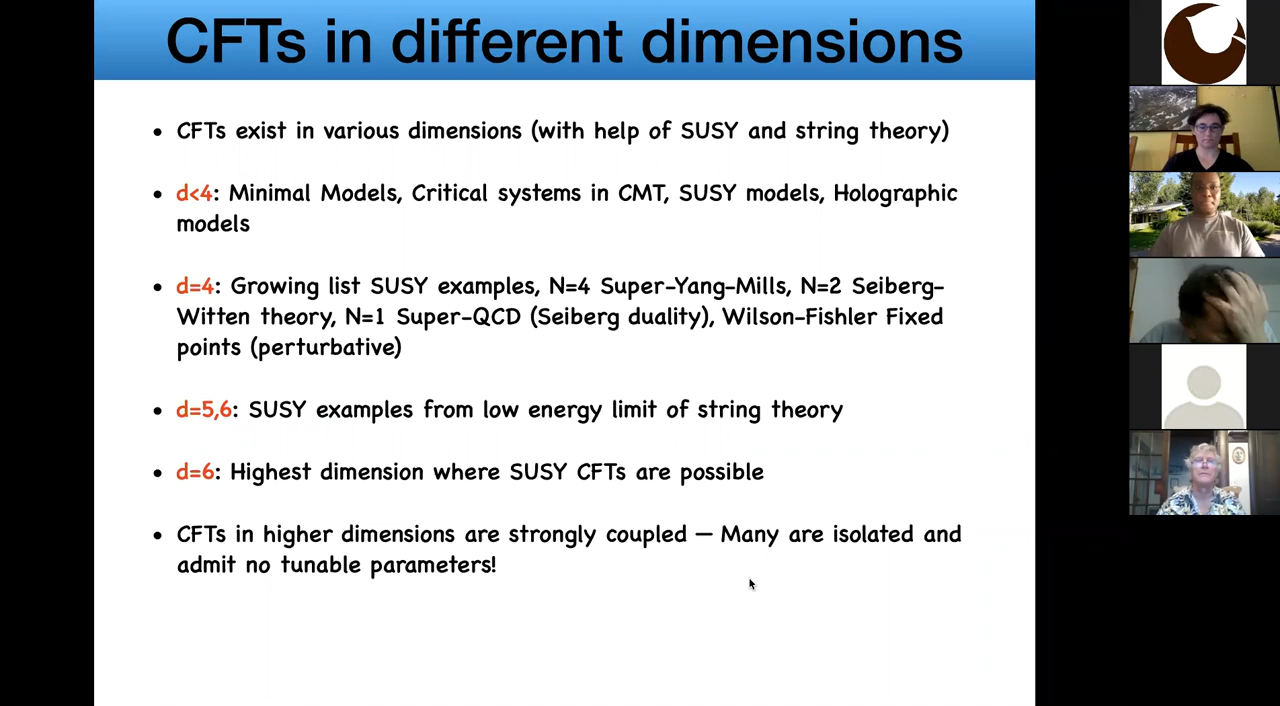 CFTs in different dimensions
• CFTs exist in various dimensions (with help of SUSY and string theory)
• d<4: Minimal Models, Critical systems in CMT, SUSY models, Holographic
models
• d=4: Growing list SUSY examples, N=4 Super-Yang-Mills, N=2 Seiberg-
Witten theory, N=1 Super-QCD (Seiberg duality), Wilson-Fishler Fixed
points (perturbative)
• d=5,6: SUSY examples from low energy limit of string theory
• d=6: Highest dimension where SUSY CFTs are possible
• CFTs in higher dimensions are strongly coupled – Many are isolated and
admit no tunable parameters!